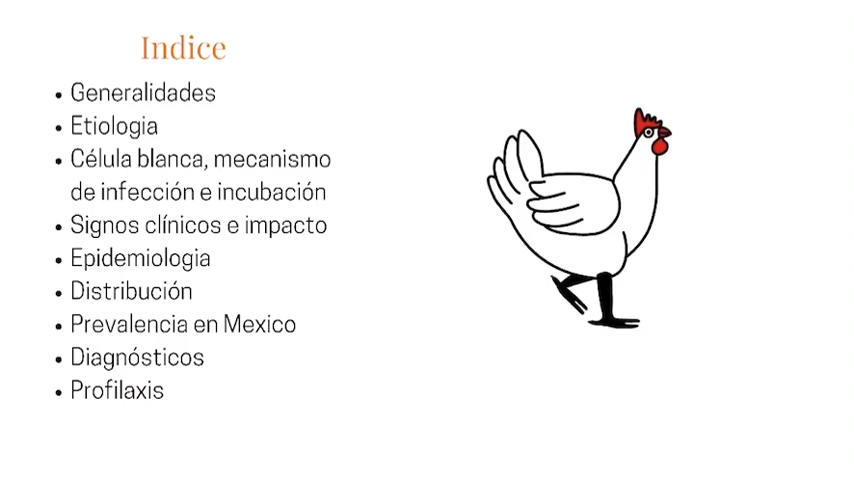 Indice
• Generalidades
• Etiologia
• Célula blanca, mecanismo
de infección e incubación
• Signos clínicos e impacto
• Epidemiologia
• Distribución
• Prevalencia en Mexico
• Diagnósticos
• Profilaxis